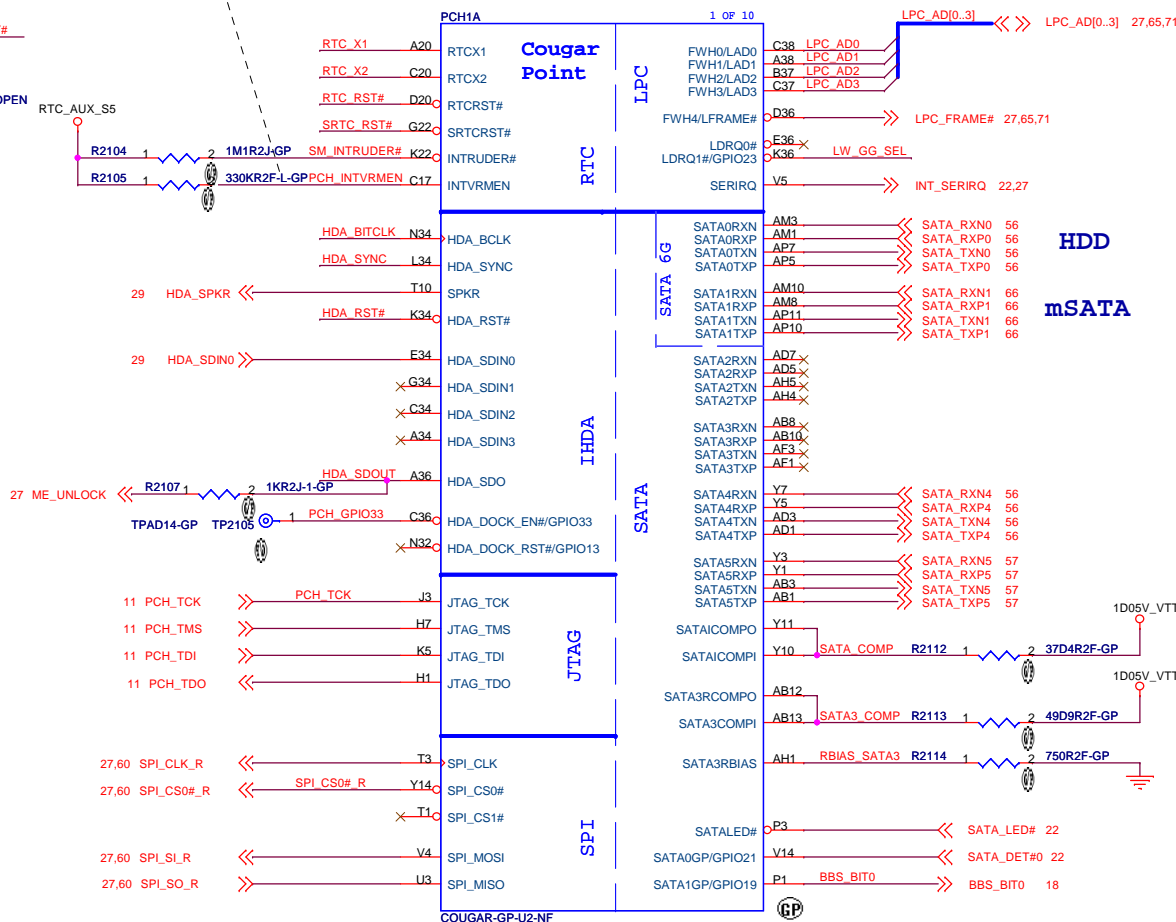 PCH1A
1 OF 10
Cougar
Point
#
OPEN
RTC_AUX_S5
RTC_X1 A20 RTCX1
RTC_X2 C20 RTCX2
RTC_RST# D20 RTCRST#
SRTC_RST# G22 SRTCRST#
R2104 1 2 1M1R2J-GP SM_INTRUDER# K22 INTRUDER#
R2105 1 2 330KR2F-L-GP PCH_INTVRMEN C17 INTVRMEN
RTC
LPC
FWH0/LAD0 C38 LPC_AD0
FWH1/LAD1 A38 LPC_AD1
FWH2/LAD2 B37 LPC_AD2
FWH3/LAD3 C37 LPC_AD3
LPC_AD[0..3] LPC_AD[0..3] 27,65,71
FWH4/LFRAME# D36 LPC_FRAME# 27,65,71
LDRQ0# E36
LDRQ1#/GPIO23 K36 LW_GG_SEL
SERIRQ V5 INT_SERIRQ 22,27
HDA_BITCLK N34 HDA_BCLK
HDA_SYNC L34 HDA_SYNC
29 HDA_SPKR T10 SPKR
HDA_RST# K34 HDA_RST#
29 HDA_SDIN0 E34 HDA_SDIN0
G34 HDA_SDIN1
C34 HDA_SDIN2
A34 HDA_SDIN3
HDA_SDOUT A36 HDA_SDO
27 ME_UNLOCK R2107 1 2 1KR2J-1-GP
TPAD14-GP TP2105 1 PCH_GPIO33 C36 HDA_DOCK_EN#/GPIO33
N32 HDA_DOCK_RST#/GPIO13
IHDA
SATA 6G
SATA
SATA0RXN AM3 SATA_RXN0 56
SATA0RXP AM1 SATA_RXP0 56
SATA0TXN AP7 SATA_TXN0 56
SATA0TXP AP5 SATA_TXP0 56
HDD
SATA1RXN AM10 SATA_RXN1 66
SATA1RXP AM8 SATA_RXP1 66
SATA1TXN AP11 SATA_TXN1 66
SATA1TXP AP10 SATA_TXP1 66
mSATA
SATA2RXN AD7
SATA2RXP AD5
SATA2TXN AH5
SATA2TXP AH4
SATA3RXN AB8
SATA3RXP AB10
SATA3TXN AF3
SATA3TXP AF1
SATA4RXN Y7 SATA_RXN4 56
SATA4RXP Y5 SATA_RXP4 56
SATA4TXN AD3 SATA_TXN4 56
SATA4TXP AD1 SATA_TXP4 56
SATA5RXN Y3 SATA_RXN5 57
SATA5RXP Y1 SATA_RXP5 57
SATA5TXN AB3 SATA_TXN5 57
SATA5TXP AB1 SATA_TXP5 57
1D05V_VTT
SATAICOMPO Y11
SATAICOMPI Y10 SATA_COMP R2112 1 2 37D4R2F-GP
1D05V_VTT
SATA3RCOMPO AB12
SATA3COMPI AB13 SATA3_COMP R2113 1 2 49D9R2F-GP
SATA3RBIAS AH1 RBIAS_SATA3 R2114 1 2 750R2F-GP
SATALED# P3 SATA_LED# 22
SATA0GP/GPIO21 V14 SATA_DET#0 22
SATA1GP/GPIO19 P1 BBS_BIT0 BBS_BIT0 18
11 PCH_TCK PCH_TCK J3 JTAG_TCK
11 PCH_TMS H7 JTAG_TMS
11 PCH_TDI K5 JTAG_TDI
11 PCH_TDO H1 JTAG_TDO
JTAG
27,60 SPI_CLK_R T3 SPI_CLK
27,60 SPI_CS0#_R SPI_CS0#_R Y14 SPI_CS0#
T1 SPI_CS1#
27,60 SPI_SI_R V4 SPI_MOSI
27,60 SPI_SO_R U3 SPI_MISO
SPI
COUGAR-GP-U2-NF
GP